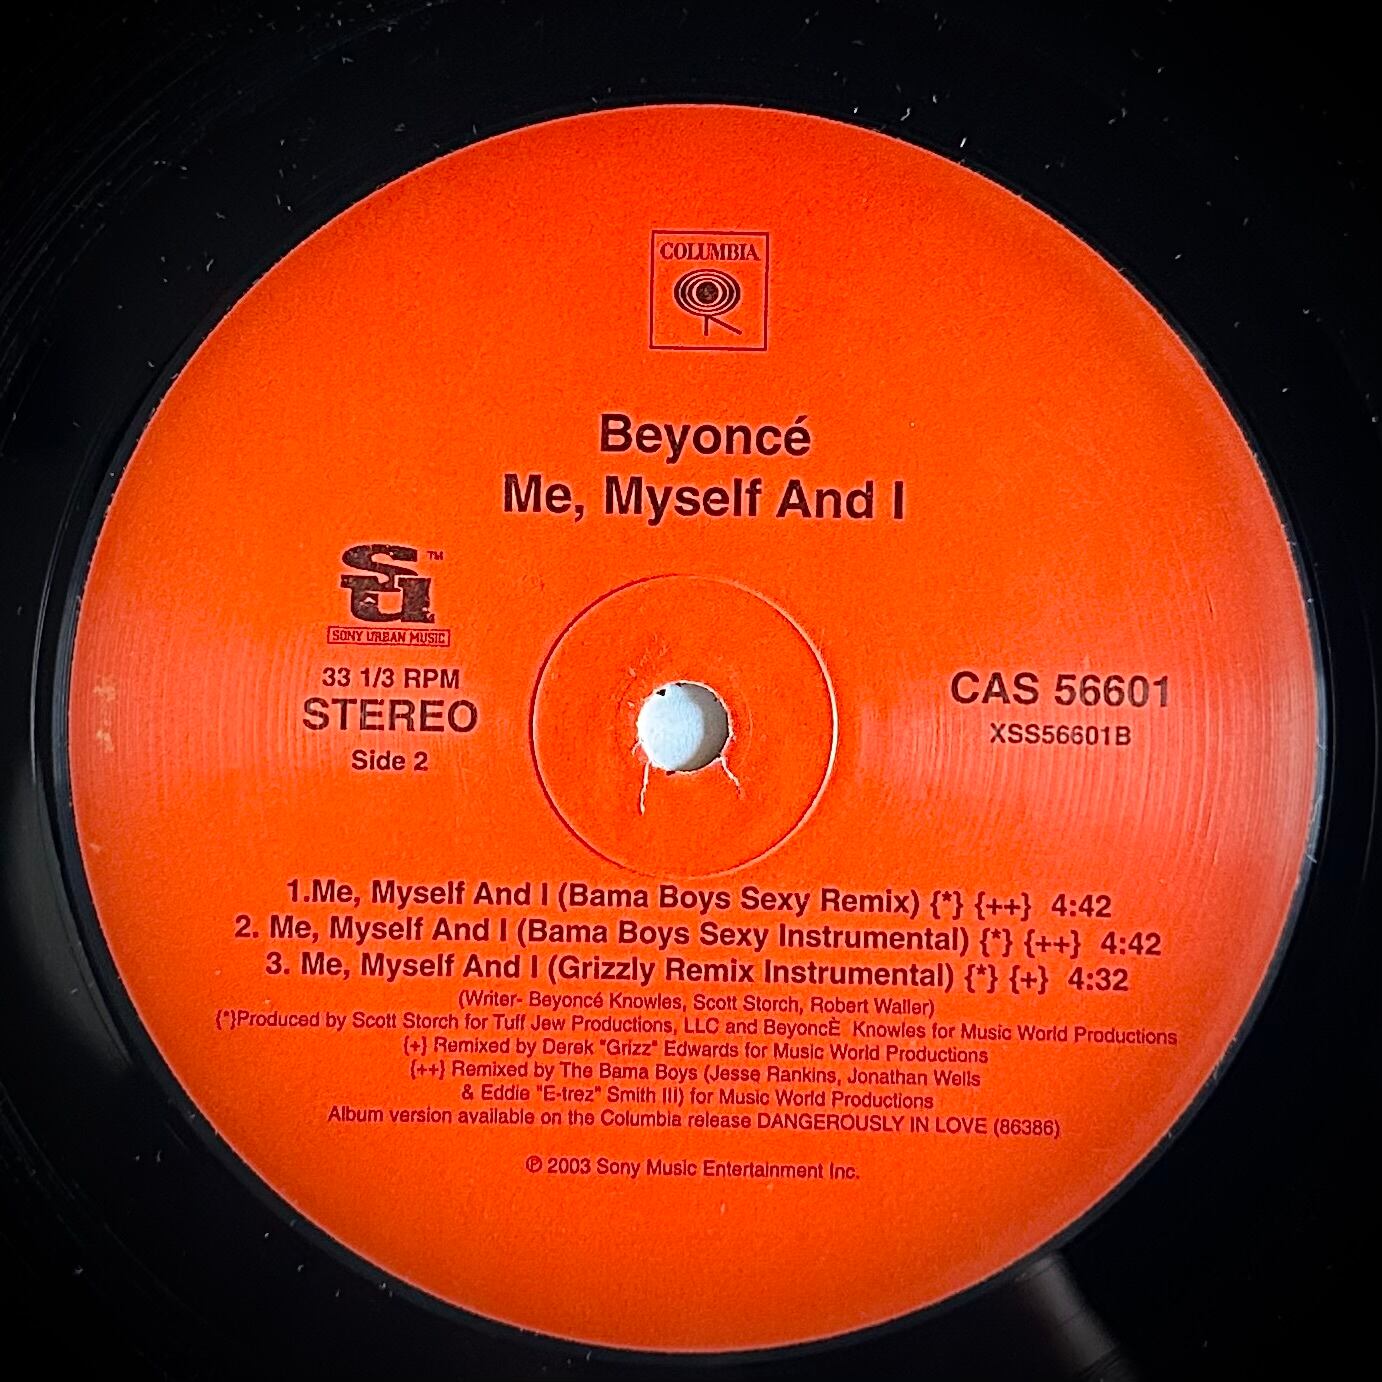 COLUMBIA
Beyoncé
Me, Myself And I
SU™
SONY URBAN MUSIC
33 1/3 RPM
STEREO
Side 2
CAS 56601
XSS56601B
1.Me, Myself And I (Bama Boys Sexy Remix) {*} {++} 4:42
2. Me, Myself And I (Bama Boys Sexy Instrumental) {*} {++} 4:42
3. Me, Myself And I (Grizzly Remix Instrumental) {*} {+} 4:32
(Writer- Beyoncé Knowles, Scott Storch, Robert Waller)
{*}Produced by Scott Storch for Tuff Jew Productions, LLC and BeyoncÈ Knowles for Music World Productions
{+} Remixed by Derek "Grizz" Edwards for Music World Productions
{++} Remixed by The Bama Boys (Jesse Rankins, Jonathan Wells
& Eddie "E-trez" Smith III) for Music World Productions
Album version available on the Columbia release DANGEROUSLY IN LOVE (86386)
℗ 2003 Sony Music Entertainment Inc.